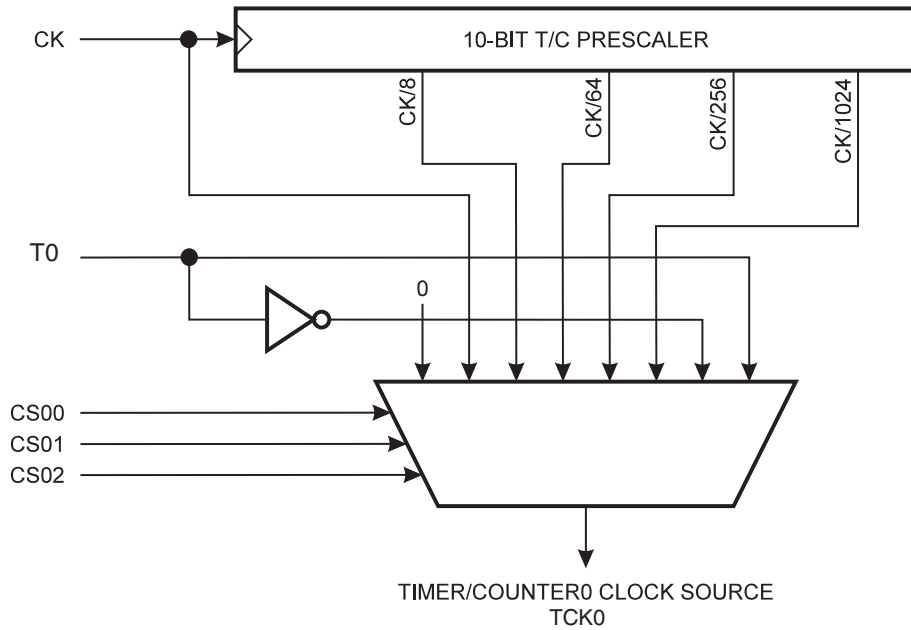 CK
10-BIT T/C PRESCALER
CK/8
CK/64
CK/256
CK/1024
T0
0
CS00
CS01
CS02
TIMER/COUNTER0 CLOCK SOURCE
TCK0